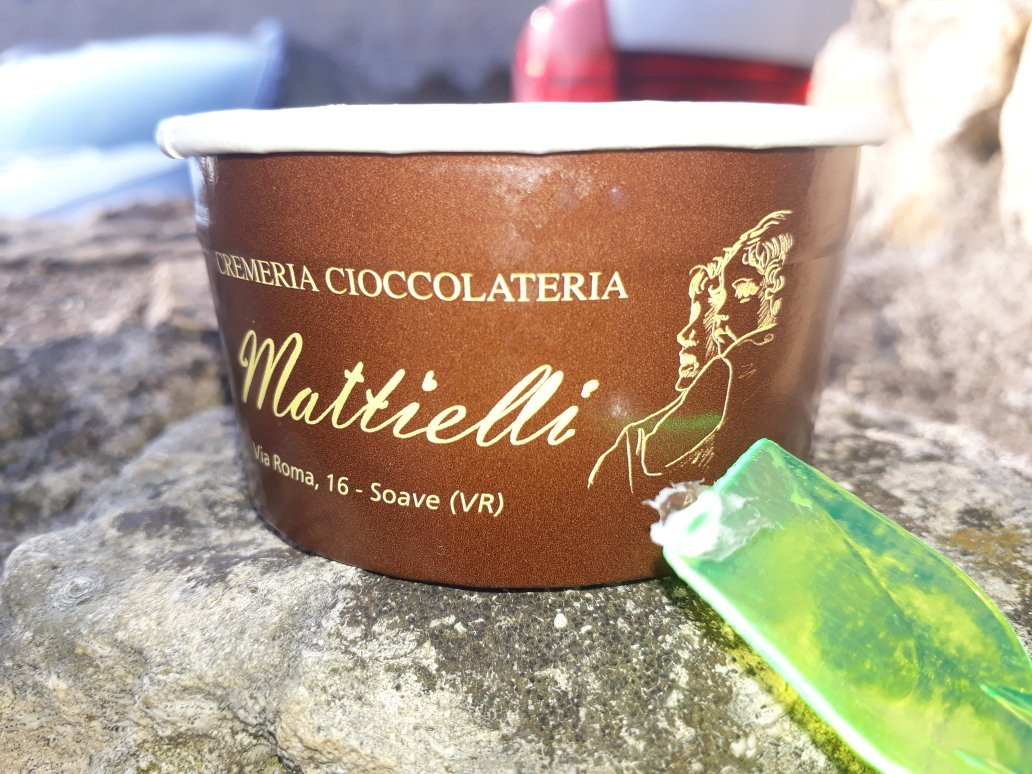 CREMERIA CIOCCOLATERIA
Mattielli
Via Roma, 16 - Soave (VR)